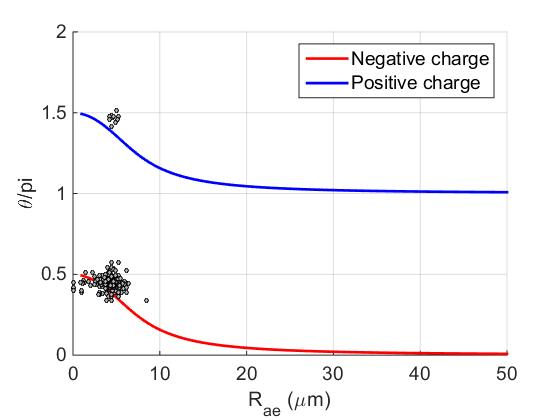 2
1.5
1
0.5
0
0 10 20 30 40 50
θ/pi
R_ae (μm)
Negative charge
Positive charge